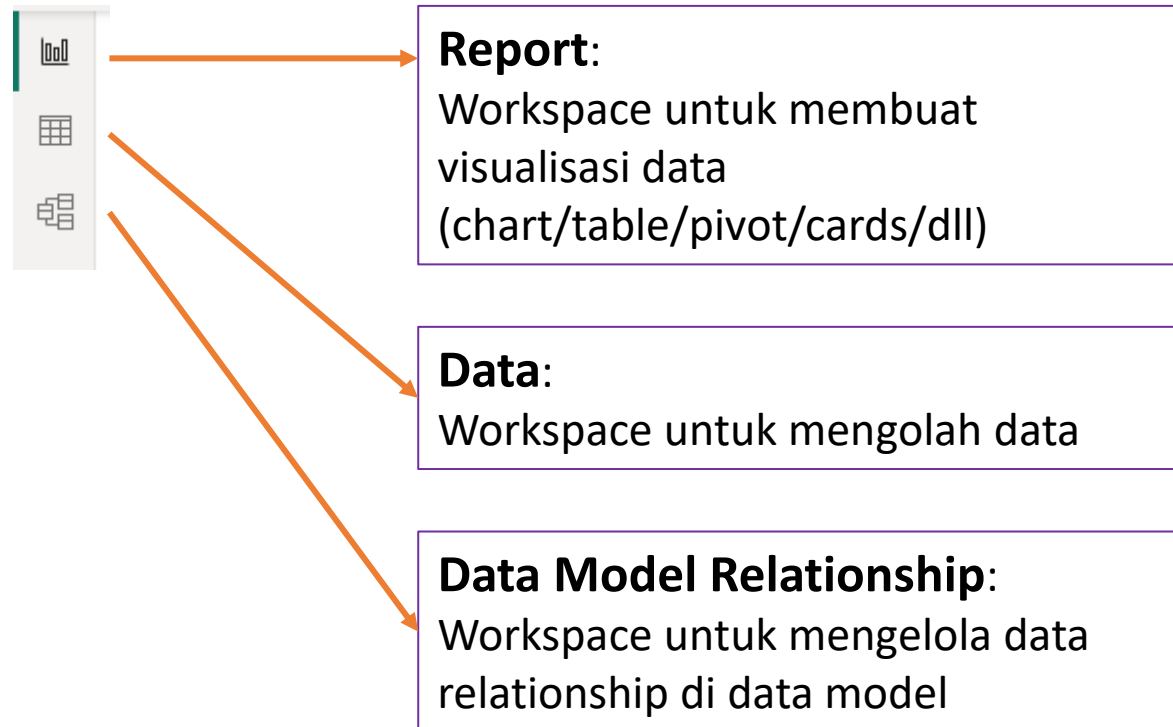 Report:
Workspace untuk membuat
visualisasi data
(chart/table/pivot/cards/dll)
Data:
Workspace untuk mengolah data
Data Model Relationship:
Workspace untuk mengelola data
relationship di data model